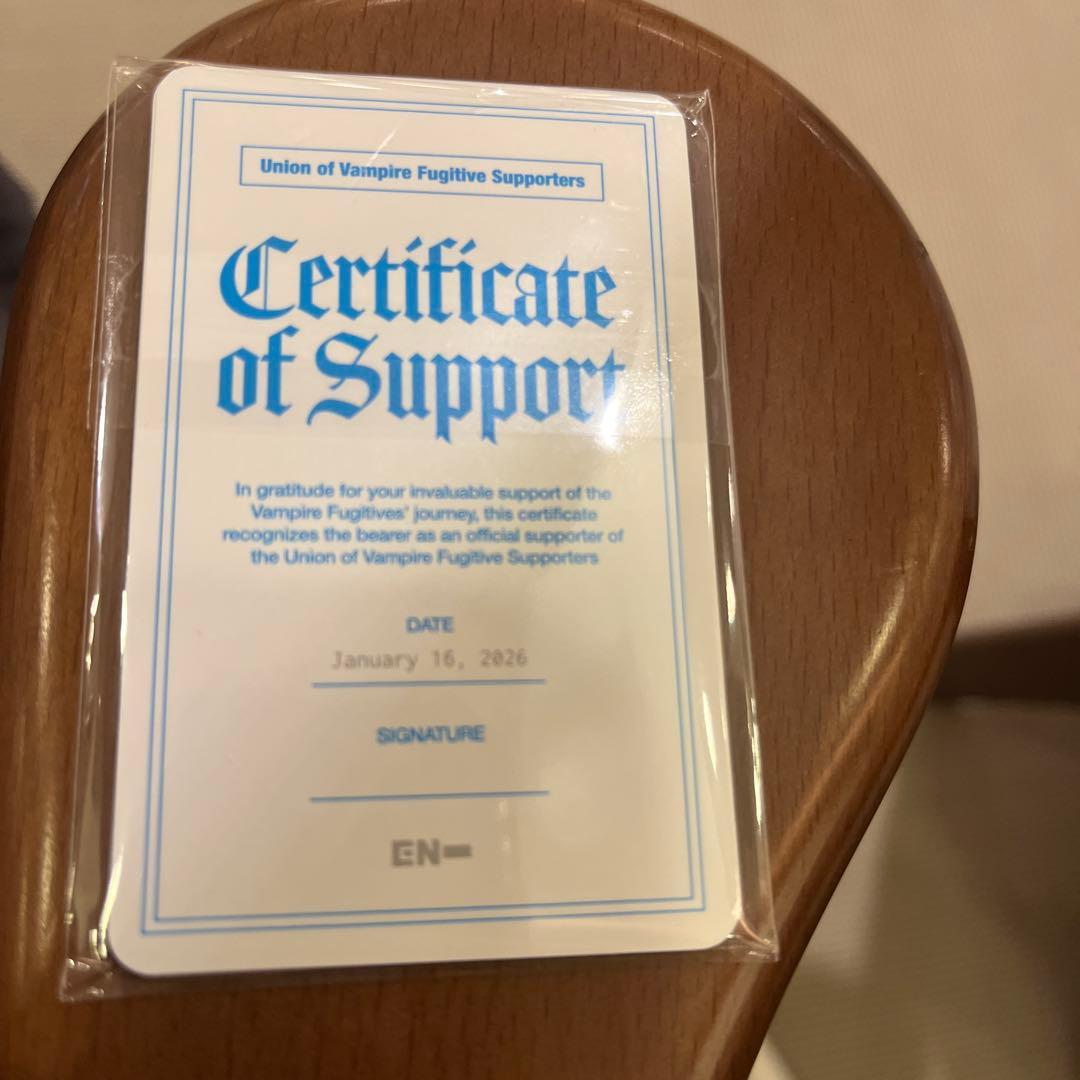 Union of Vampire Fugitive Supporters
Certificate
of Support
In gratitude for your invaluable support of the
Vampire Fugitives' journey, this certificate
recognizes the bearer as an official supporter of
the Union of Vampire Fugitive Supporters
DATE
January 16, 2026
SIGNATURE
EN-